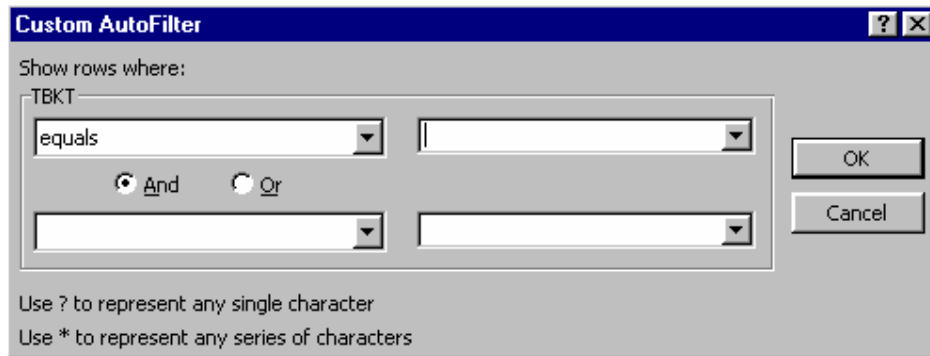 Custom AutoFilter
Show rows where:
TBKT
equals
And Or
OK
Cancel
Use ? to represent any single character
Use * to represent any series of characters